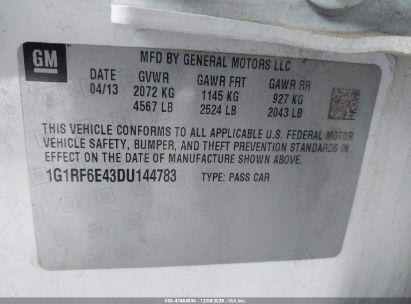 GM
MFD BY GENERAL MOTORS LLC
DATE GVWR GAWR FRT GAWR RR
04/13 2072 KG 1145 KG 927 KG
4567 LB 2524 LB 2043 LB
THIS VEHICLE CONFORMS TO ALL APPLICABLE U.S. FEDERAL MOTOR
VEHICLE SAFETY, BUMPER, AND THEFT PREVENTION STANDARDS IN
EFFECT ON THE DATE OF MANUFACTURE SHOWN ABOVE.
1G1RF6E43DU144783 TYPE: PASS CAR